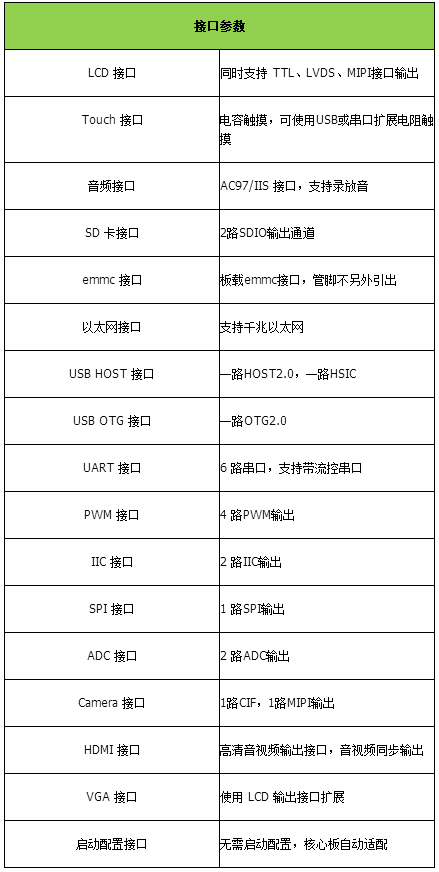 接口参数
LCD 接口
同时支持 TTL、LVDS、MIPI接口输出
Touch 接口
电容触摸，可使用USB或串口扩展电阻触
摸
音频接口
AC97/IIS 接口，支持录放音
SD 卡接口
2路SDIO输出通道
emmc 接口
板载emmc接口，管脚不另外引出
以太网接口
支持千兆以太网
USB HOST 接口
一路HOST2.0，一路HSIC
USB OTG 接口
一路OTG2.0
UART 接口
6 路串口，支持带流控串口
PWM 接口
4 路PWM输出
IIC 接口
2 路IIC输出
SPI 接口
1 路SPI输出
ADC 接口
2 路ADC输出
Camera 接口
1路CIF，1路MIPI输出
HDMI 接口
高清音视频输出接口，音视频同步输出
VGA 接口
使用 LCD 输出接口扩展
启动配置接口
无需启动配置，核心板自动适配